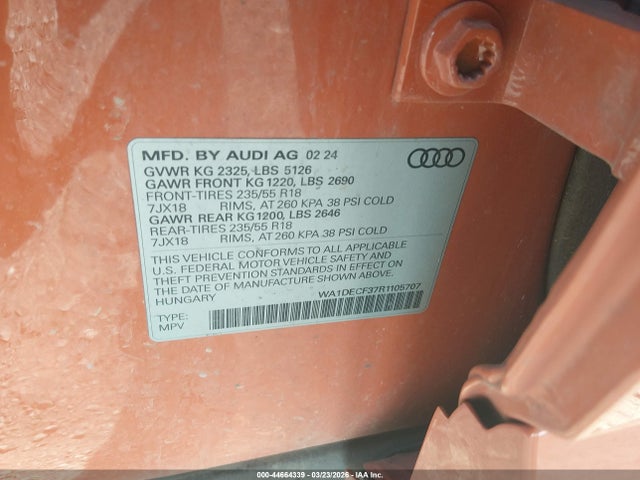 MFD. BY AUDI AG 02 24
GVWR KG 2325, LBS 5126
GAWR FRONT KG 1220, LBS 2690
FRONT-TIRES 235/55 R18
7JX18 RIMS, AT 260 KPA 38 PSI COLD
GAWR REAR KG1200, LBS 2646
REAR-TIRES 235/55 R18
7JX18 RIMS, AT 260 KPA 38 PSI COLD
THIS VEHICLE CONFORMS TO ALL APPLICABLE
U.S. FEDERAL MOTOR VEHICLE SAFETY AND
THEFT PREVENTION STANDARDS IN EFFECT ON
THE DATE OF MANUFACTURE SHOWN ABOVE.
HUNGARY
WA1DECF37R1105707
TYPE:
MPV
000-44664339 | 03/23/2026 - IAA Inc.